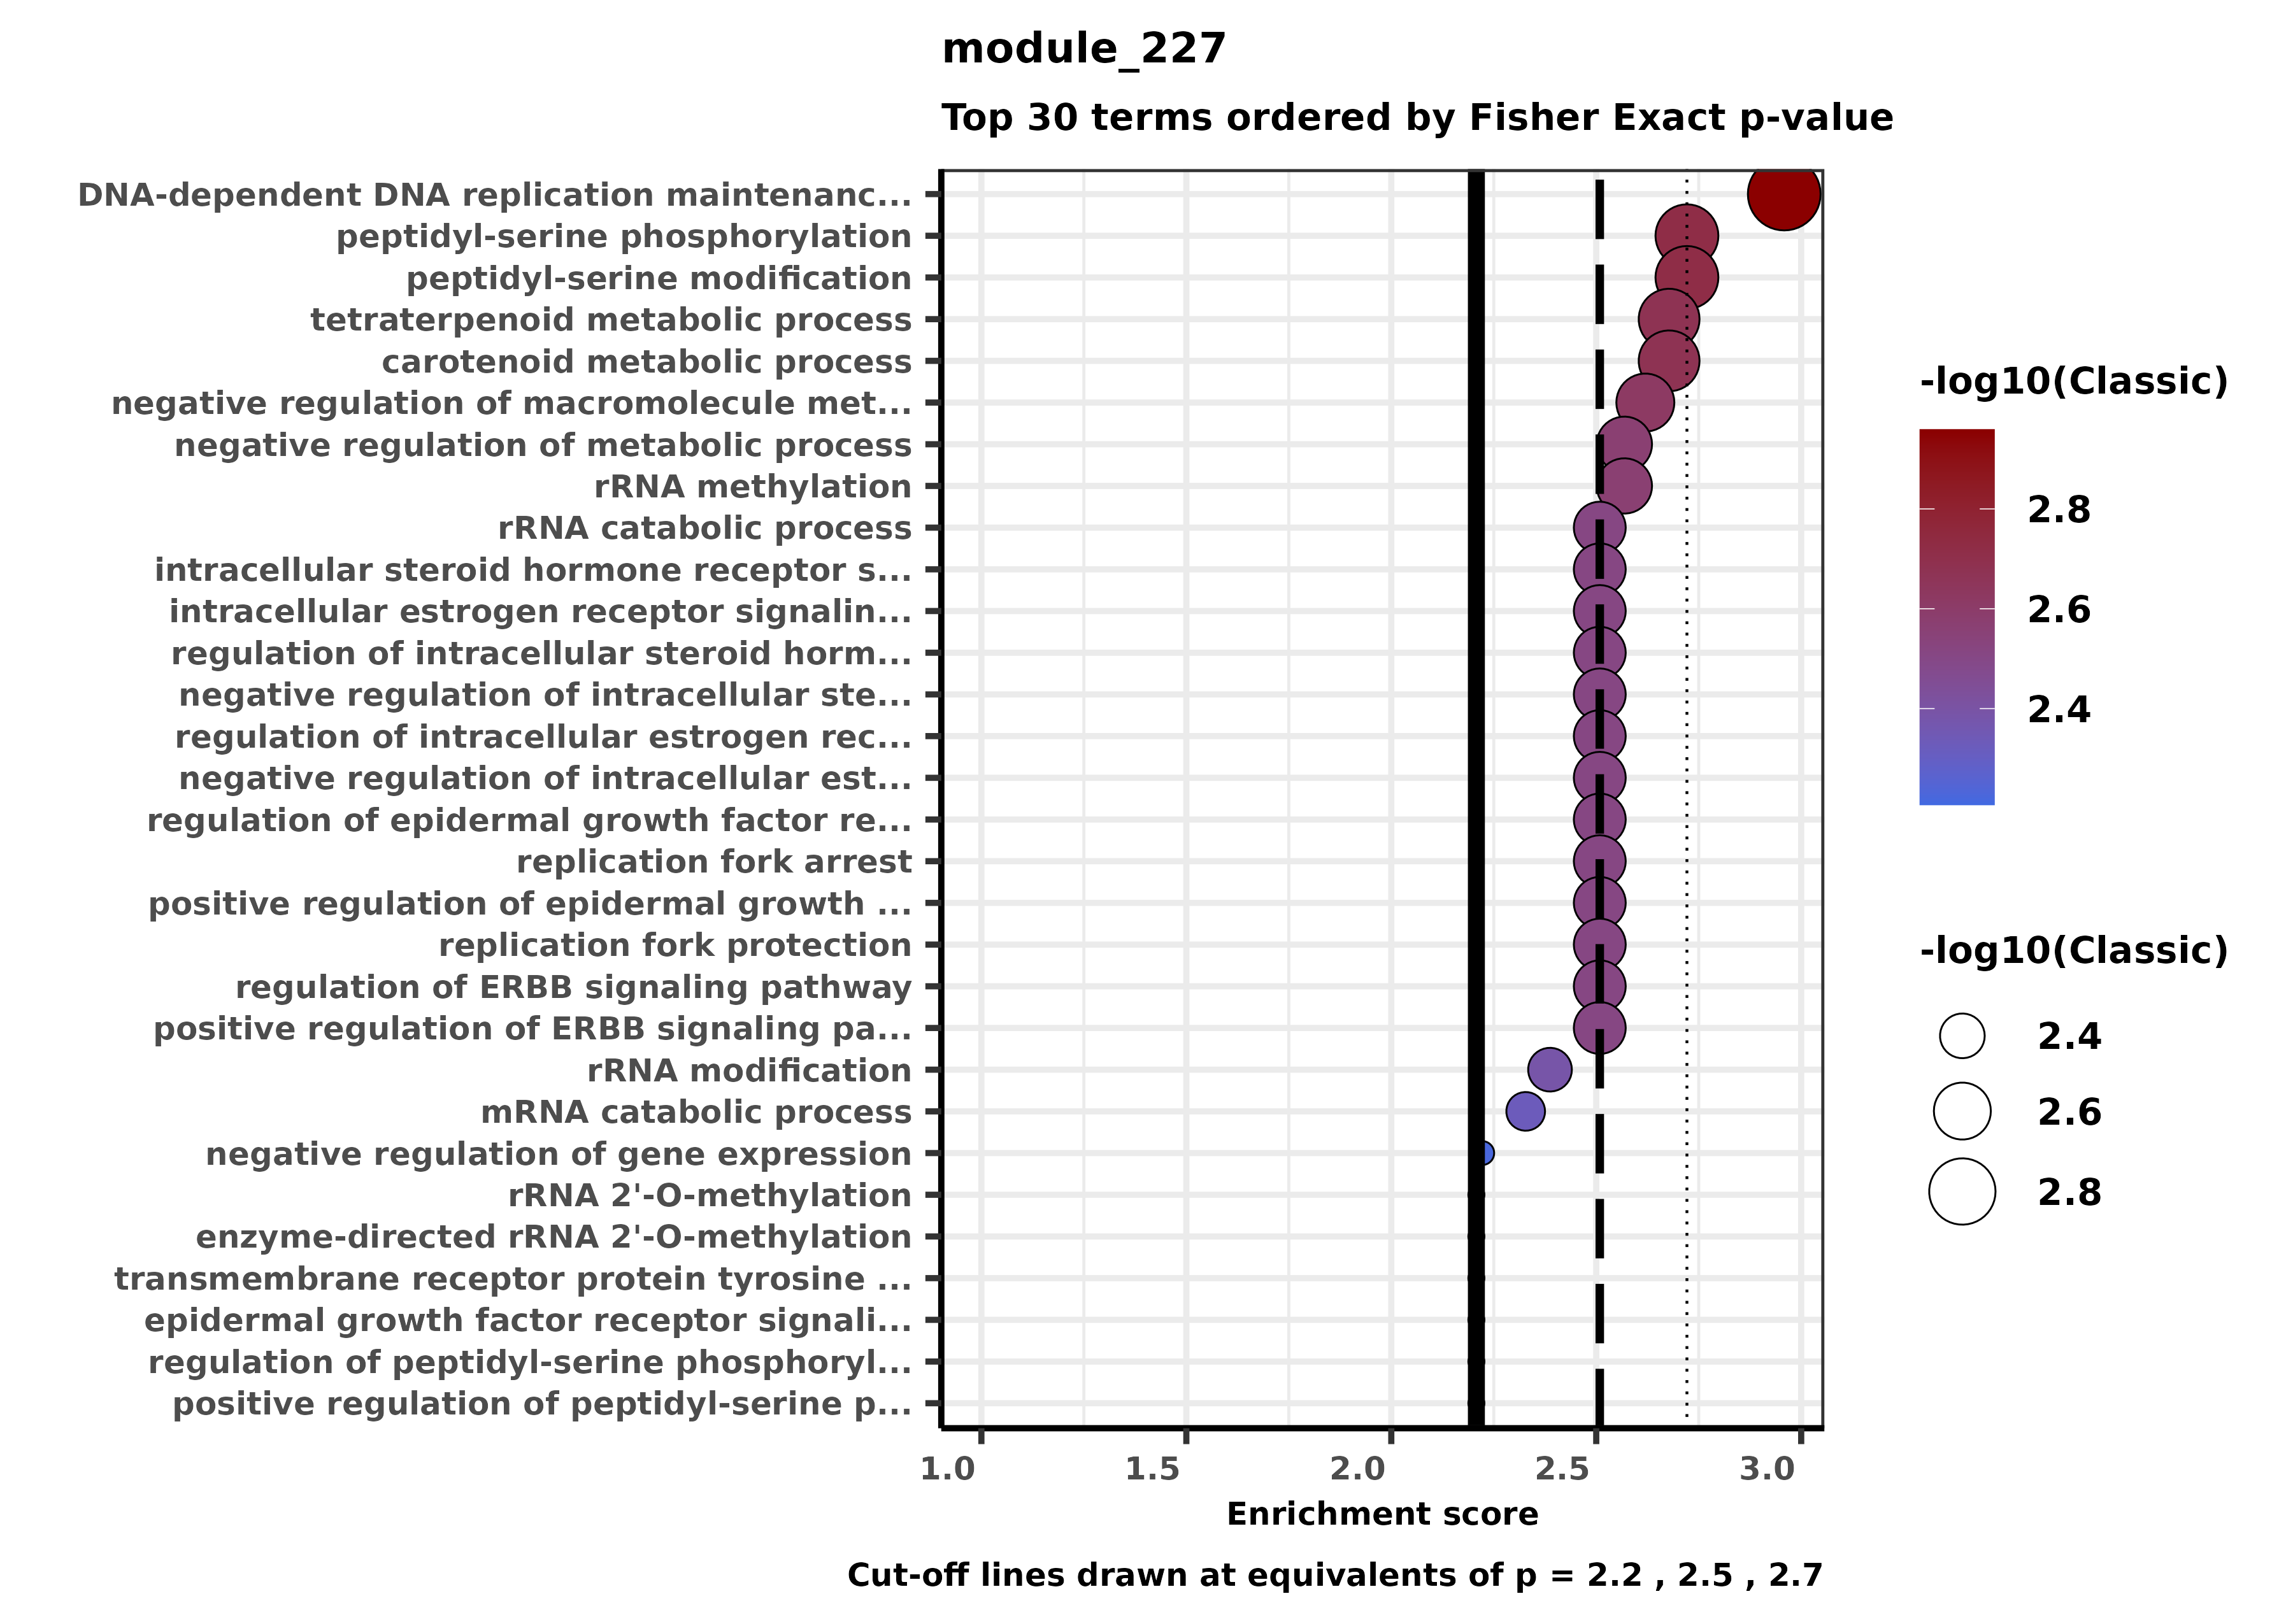 module_227
Top 30 terms ordered by Fisher Exact p-value
DNA-dependent DNA replication maintenanc...
peptidyl-serine phosphorylation
peptidyl-serine modification
tetraterpenoid metabolic process
carotenoid metabolic process
negative regulation of macromolecule met...
negative regulation of metabolic process
rRNA methylation
rRNA catabolic process
intracellular steroid hormone receptor s...
intracellular estrogen receptor signalin...
regulation of intracellular steroid horm...
negative regulation of intracellular ste...
regulation of intracellular estrogen rec...
negative regulation of intracellular est...
regulation of epidermal growth factor re...
replication fork arrest
positive regulation of epidermal growth ...
replication fork protection
regulation of ERBB signaling pathway
positive regulation of ERBB signaling pa...
rRNA modification
mRNA catabolic process
negative regulation of gene expression
rRNA 2'-O-methylation
enzyme-directed rRNA 2'-O-methylation
transmembrane receptor protein tyrosine ...
epidermal growth factor receptor signali...
regulation of peptidyl-serine phosphoryl...
positive regulation of peptidyl-serine p...
1.0 1.5 2.0 2.5 3.0
Enrichment score
Cut-off lines drawn at equivalents of p = 2.2 , 2.5 , 2.7
-log10(Classic)
2.8
2.6
2.4
-log10(Classic)
2.4
2.6
2.8